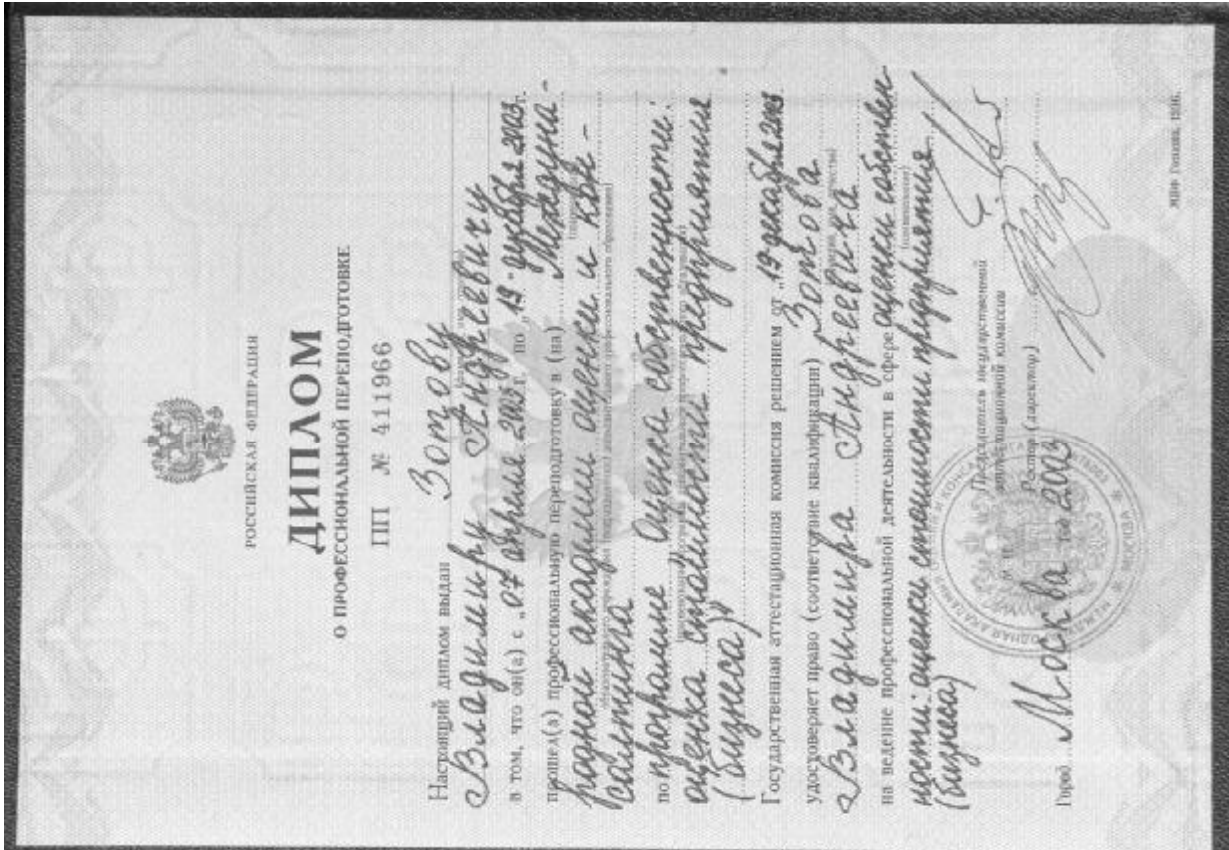 РОССИЙСКАЯ ФЕДЕРАЦИЯ
ДИПЛОМ
О ПРОФЕССИОНАЛЬНОЙ ПЕРЕПОДГОТОВКЕ
ПП № 411966
Настоящий диплом выдан Зотову
Владимиру Андреевичу
в том, что он(а) с „07 апреля 2003 г. по „19 декабря 2003 г.
прошел(а) профессиональную переподготовку в (на) Междуна-
родной академии оценки и кон-
салтинга
по программе Оценка собственности:
оценка стоимости предприятия
(бизнеса)
Государственная аттестационная комиссия решением от „19 декабря 2003
удостоверяет право (соответствие квалификации) Зотова
Владимира Андреевича
на ведение профессиональной деятельности в сфере оценки собствен
ности: оценки стоимости предприятия
(бизнеса)
Председатель государственной
аттестационной комиссии
Ректор (директор)
Город Москва 2003
МОСКВА